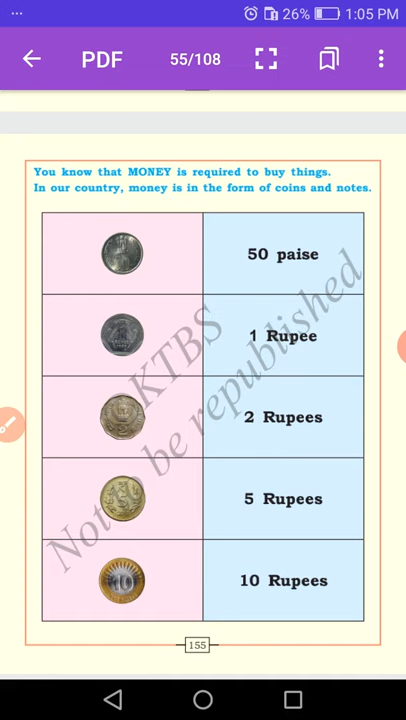 26% 1:05 PM
PDF 55/108
You know that MONEY is required to buy things.
In our country, money is in the form of coins and notes.
50 paise
1 Rupee
2 Rupees
5 Rupees
10 Rupees
KTBS
Not to be republished
155